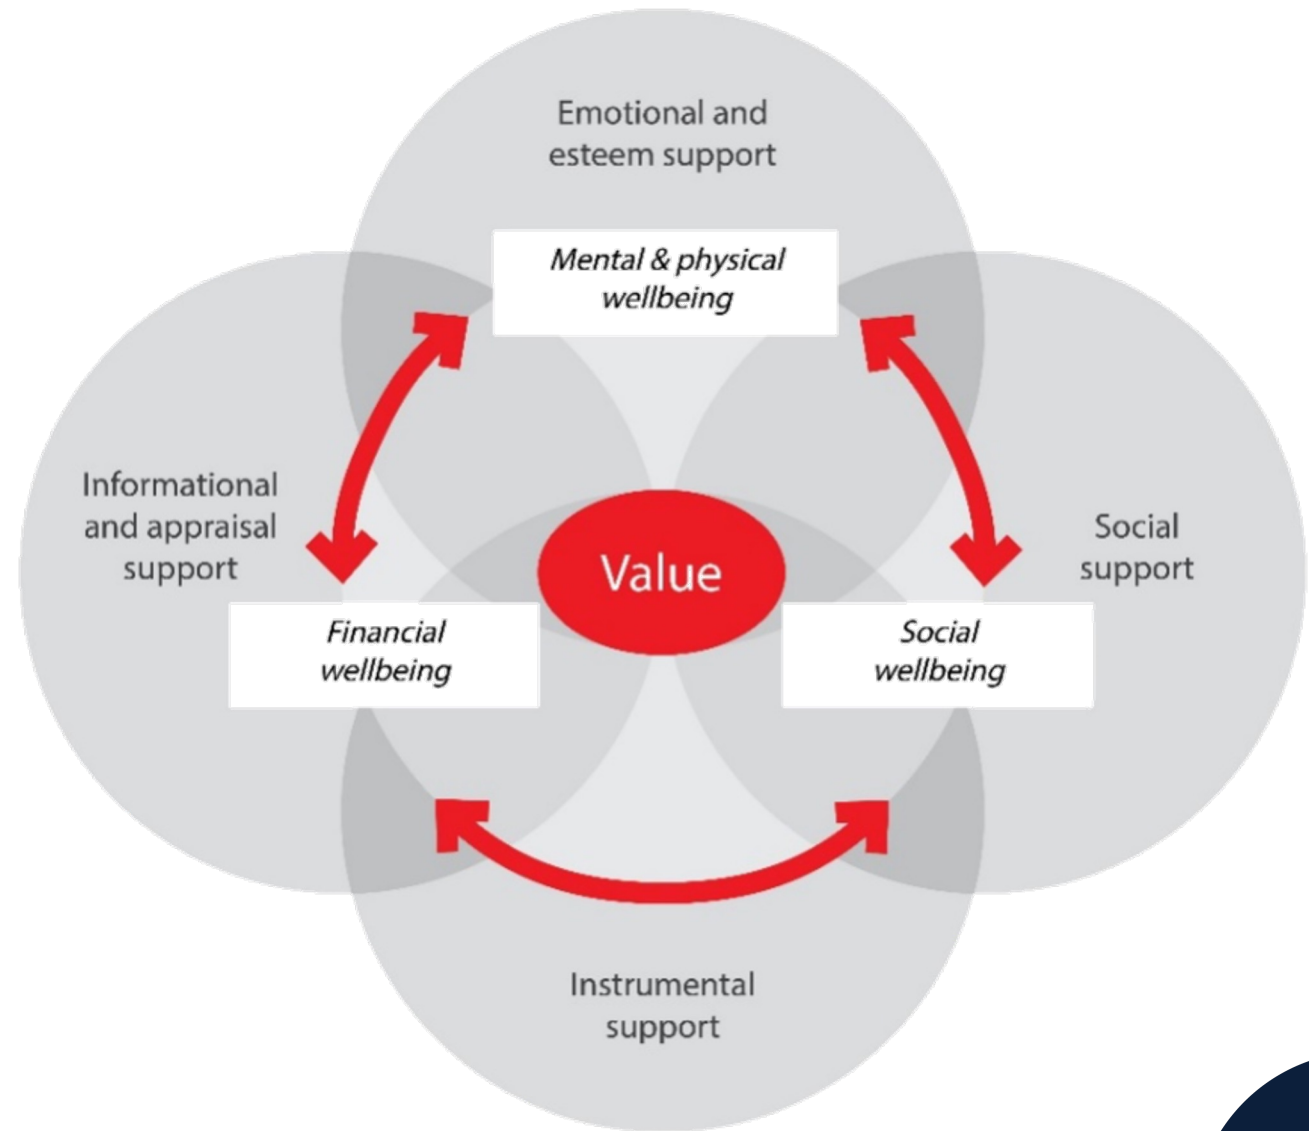 Emotional and
esteem support
Mental & physical
wellbeing
Informational
and appraisal
support
Social
support
Value
Financial
wellbeing
Social
wellbeing
Instrumental
support